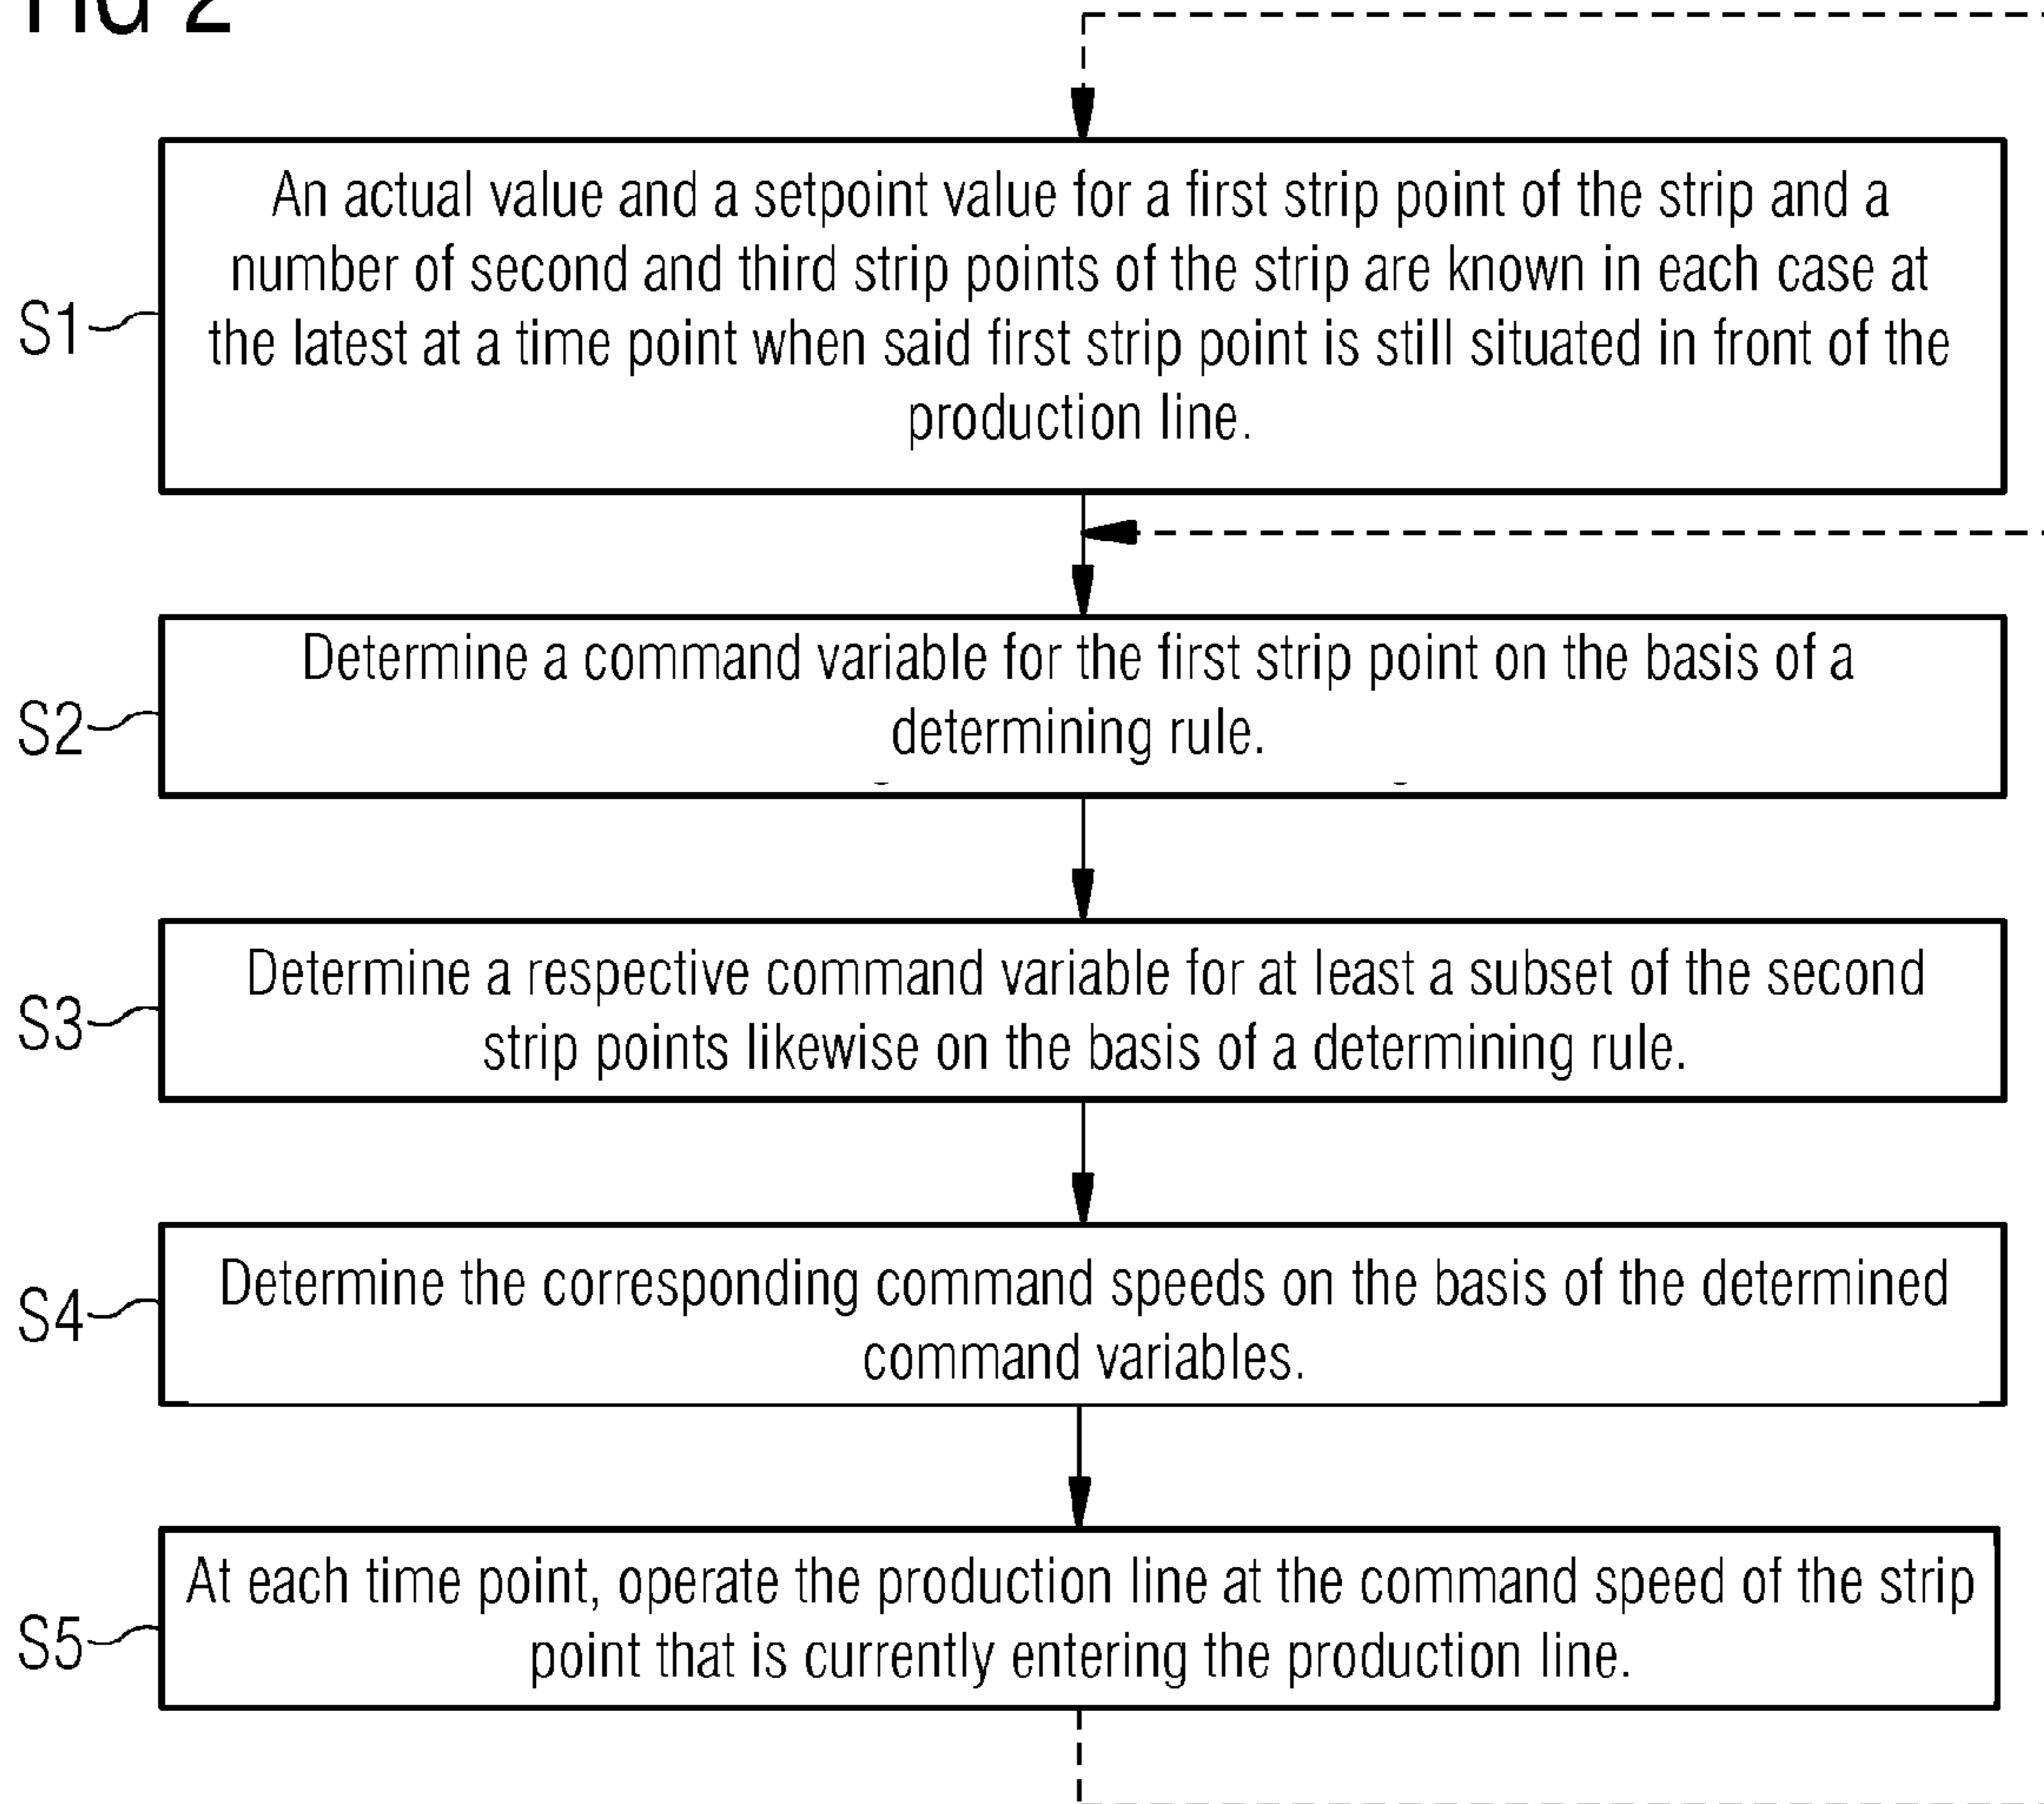 2
An actual value and a setpoint value for a first strip point of the strip and a
number of second and third strip points of the strip are known in each case at
the latest at a time point when said first strip point is still situated in front of the
production line.
S1
Determine a command variable for the first strip point on the basis of a
determining rule.
S2
Determine a respective command variable for at least a subset of the second
strip points likewise on the basis of a determining rule.
S3
Determine the corresponding command speeds on the basis of the determined
command variables.
S4
At each time point, operate the production line at the command speed of the strip
point that is currently entering the production line.
S5